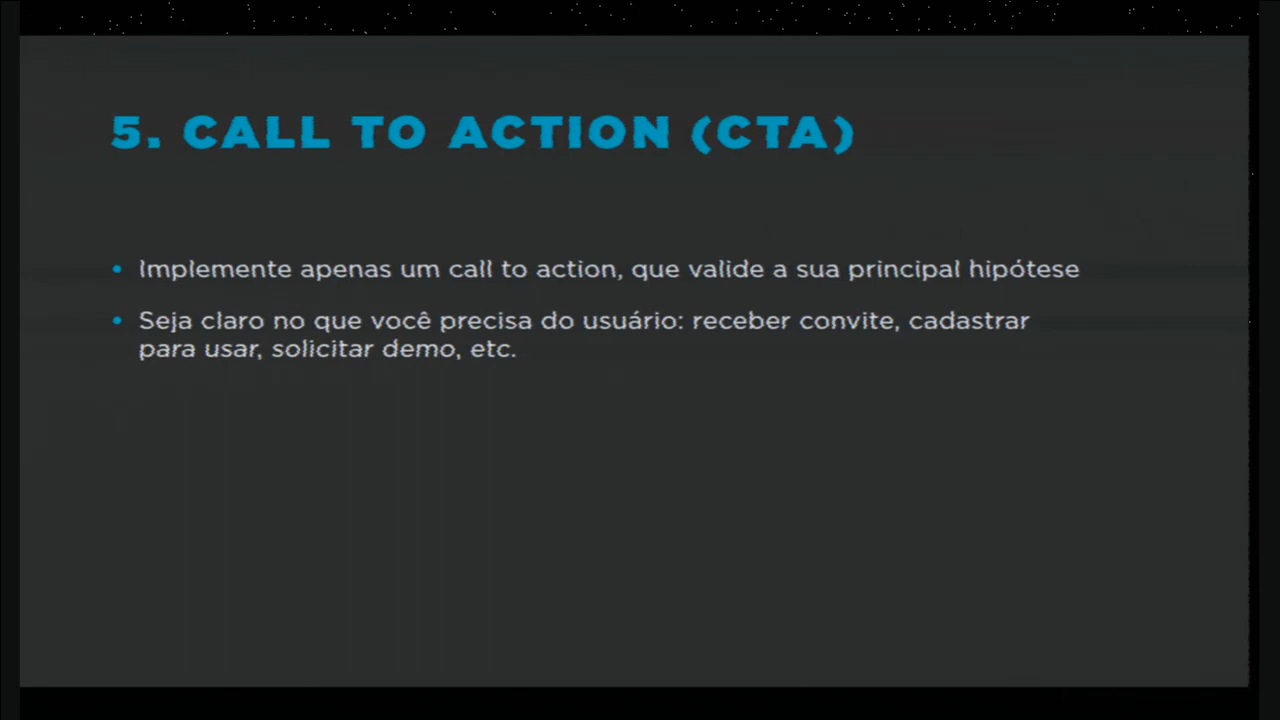 5. CALL TO ACTION (CTA)
• Implemente apenas um call to action, que valide a sua principal hipótese
• Seja claro no que você precisa do usuário: receber convite, cadastrar
para usar, solicitar demo, etc.